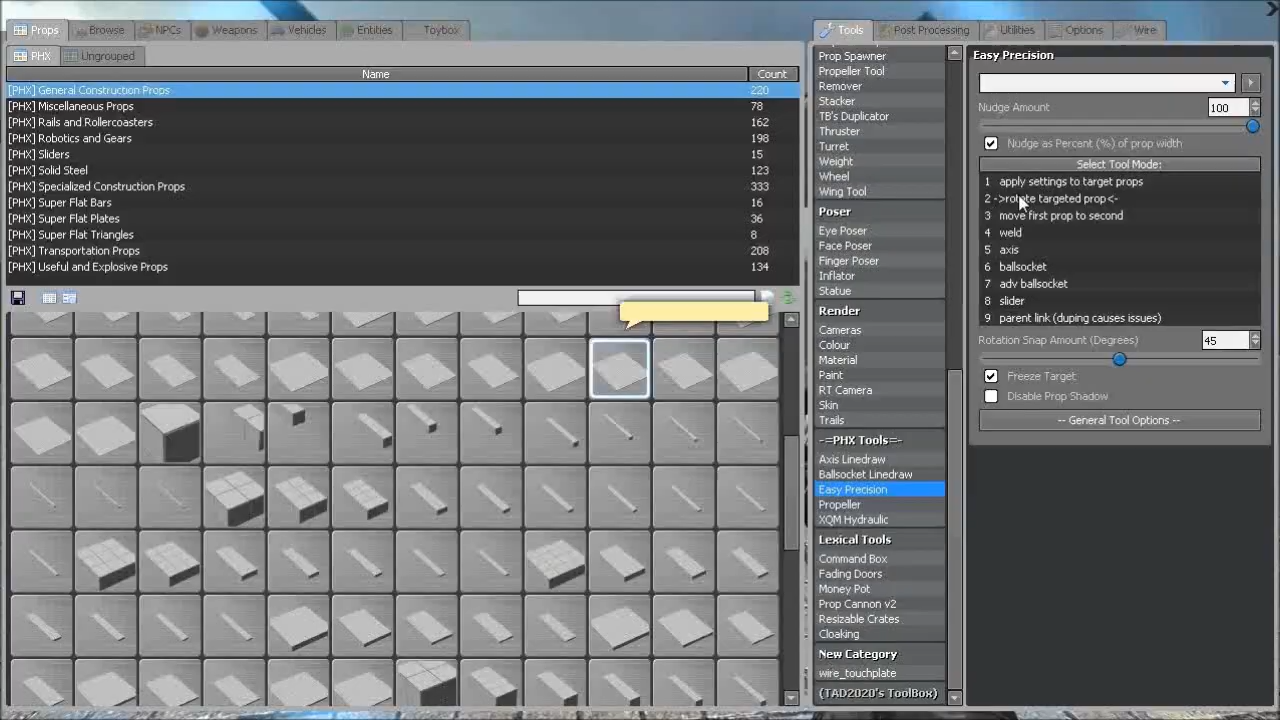 Props Browse NPCs Weapons Vehicles Entities Toybox
PHX Ungrouped
Name Count
[PHX] General Construction Props 220
[PHX] Miscellaneous Props 78
[PHX] Rails and Rollercoasters 162
[PHX] Robotics and Gears 198
[PHX] Sliders 15
[PHX] Solid Steel 123
[PHX] Specialized Construction Props 333
[PHX] Super Flat Bars 16
[PHX] Super Flat Plates 36
[PHX] Super Flat Triangles 8
[PHX] Transportation Props 208
[PHX] Useful and Explosive Props 134
Tools Post Processing Utilities Options Wire
Prop Spawner
Propeller Tool
Remover
Stacker
TB's Duplicator
Thruster
Turret
Weight
Wheel
Wing Tool
Poser
Eye Poser
Face Poser
Finger Poser
Inflator
Statue
Render
Cameras
Colour
Material
Paint
RT Camera
Skin
Trails
-=PHX Tools=-
Axis Linedraw
Ballsocket Linedraw
Easy Precision
Propeller
XQM Hydraulic
Lexical Tools
Command Box
Fading Doors
Money Pot
Prop Cannon v2
Resizable Crates
Cloaking
New Category
wire_touchplate
(TAD2020's ToolBox)
Easy Precision
Nudge Amount 100
Nudge as Percent (%) of prop width
Select Tool Mode:
1 apply settings to target props
2 ->rotate targeted prop<-
3 move first prop to second
4 weld
5 axis
6 ballsocket
7 adv ballsocket
8 slider
9 parent link (duping causes issues)
Rotation Snap Amount (Degrees) 45
Freeze Target
Disable Prop Shadow
-- General Tool Options --